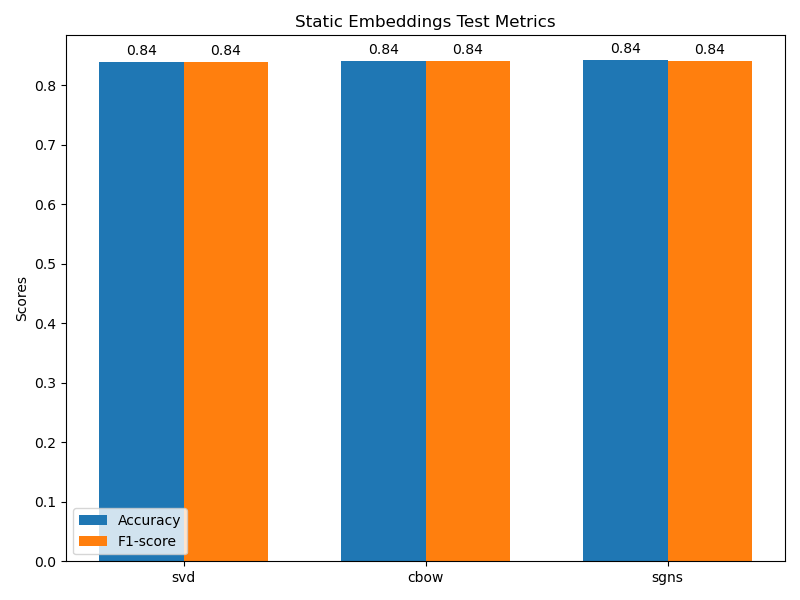 Static Embeddings Test Metrics
0.84 0.84 0.84 0.84 0.84 0.84
0.8
0.7
0.6
0.5
0.4
0.3
0.2
0.1
0.0
Scores
Accuracy
F1-score
svd cbow sgns